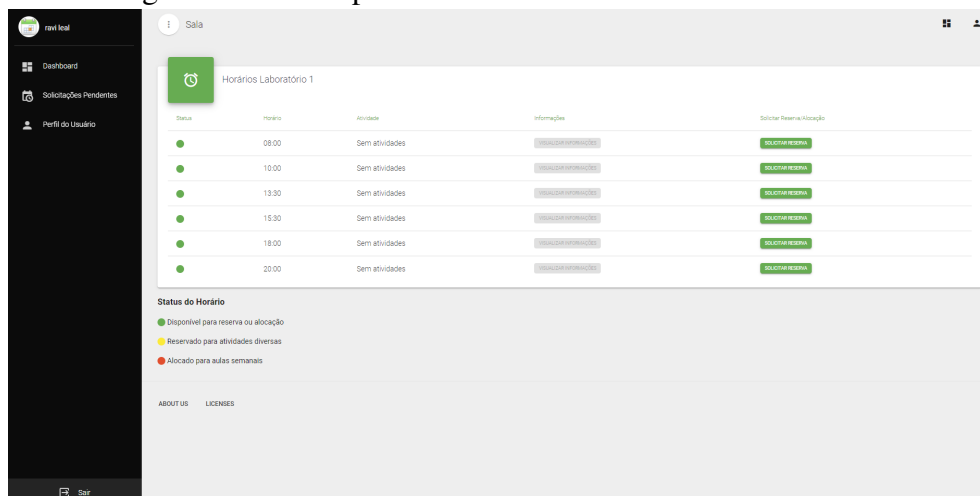 ravi leal
Sala
Dashboard
Solicitações Pendentes
Perfil do Usuário
Horários Laboratório 1
Status Horário Atividade Informações Solicitar Reserva/Alocação
08:00 Sem atividades VISUALIZAR INFORMAÇÕES SOLICITAR RESERVA
10:00 Sem atividades VISUALIZAR INFORMAÇÕES SOLICITAR RESERVA
13:30 Sem atividades VISUALIZAR INFORMAÇÕES SOLICITAR RESERVA
15:30 Sem atividades VISUALIZAR INFORMAÇÕES SOLICITAR RESERVA
18:00 Sem atividades VISUALIZAR INFORMAÇÕES SOLICITAR RESERVA
20:00 Sem atividades VISUALIZAR INFORMAÇÕES SOLICITAR RESERVA
Status do Horário
Disponível para reserva ou alocação
Reservado para atividades diversas
Alocado para aulas semanais
ABOUT US LICENSES
Sair